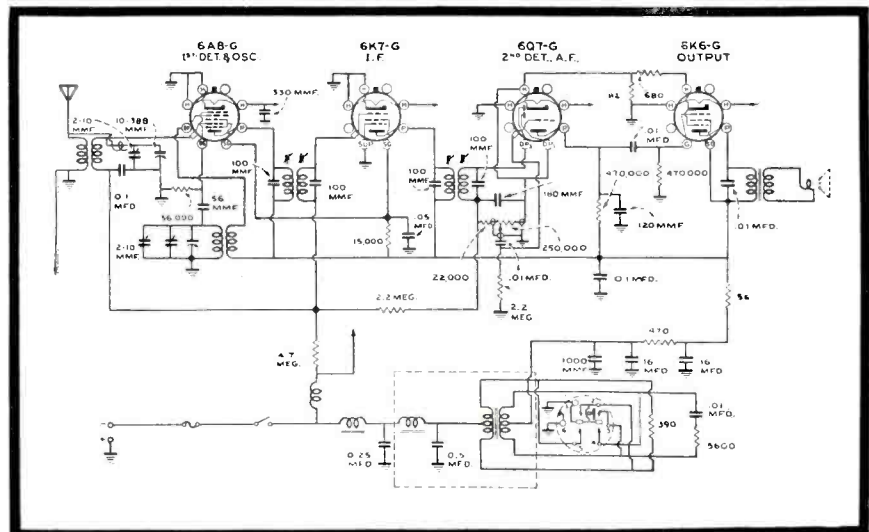 6A8-G
1ST DET. & OSC.
6K7-G
I.F.
6Q7-G
2ND DET., A.F.,
6K6-G
OUTPUT
330 MMF.
2-10
MMF.
10-388
MMF
0.1
MFD
56
MMF
56,000
2-10
MMF.
100
MMF
100
MMF.
100
MMF
100
MMF
180 MMF.
.05
MFD
15,000
22,000
250,000
.01 MFD.
2.2
MEG
2.2 MEG.
4.7
MEG.
680
.01
MFD
470,000
470,000
120 MMF
0.1 MFD.
.01 MFD.
56
470
1000
MMF
16
MFD
16
MFD.
.01
MFD.
390
5600
0.25
MFD
0.5
MFD.
SUP
SG